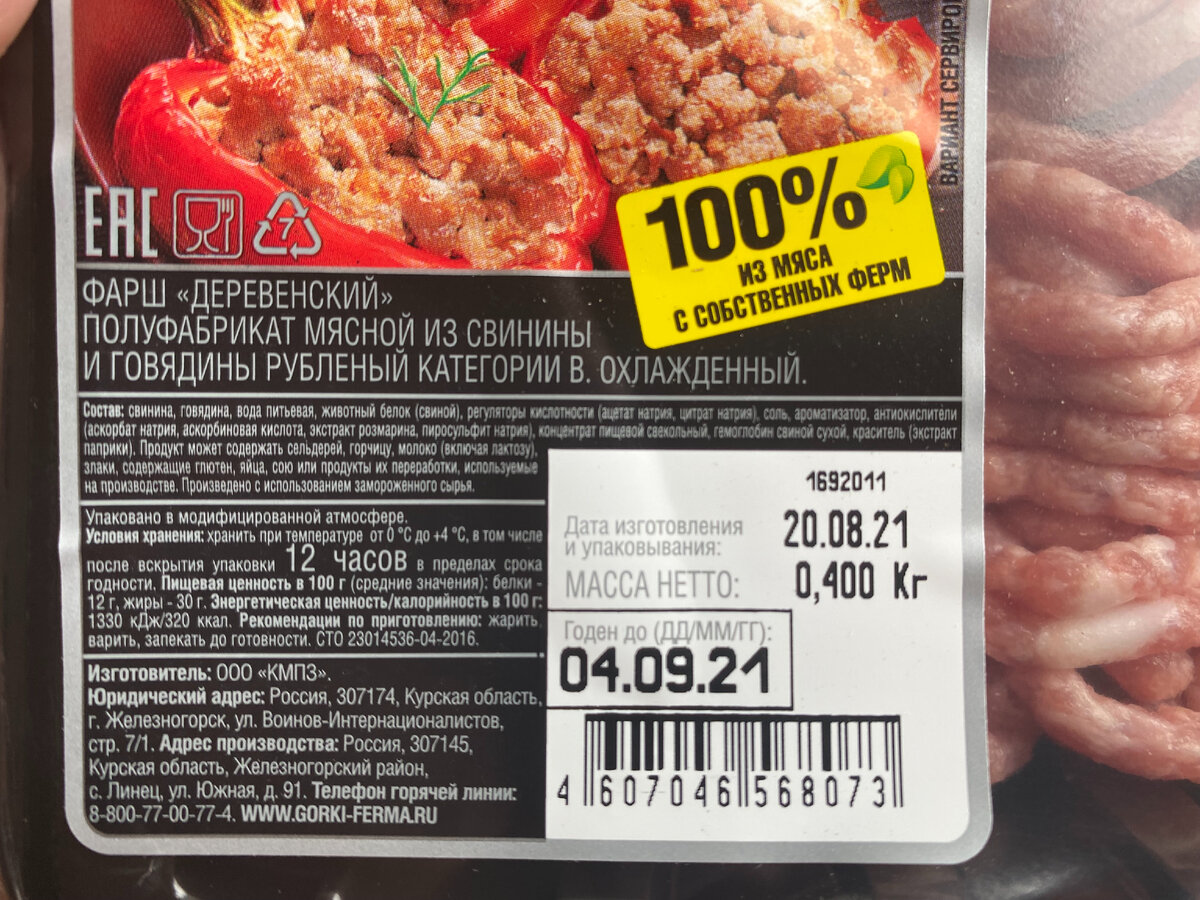 ВАРИАНТ СЕРВИРО
100%
ИЗ МЯСА
С СОБСТВЕННЫХ ФЕРМ
EAC
7
ФАРШ «ДЕРЕВЕНСКИЙ»
ПОЛУФАБРИКАТ МЯСНОЙ ИЗ СВИНИНЫ
И ГОВЯДИНЫ РУБЛЕНЫЙ КАТЕГОРИИ В. ОХЛАЖДЕННЫЙ.
Состав: свинина, говядина, вода питьевая, животный белок (свиной), регуляторы кислотности (ацетат натрия, цитрат натрия), соль, ароматизатор, антиокислители
(аскорбат натрия, аскорбиновая кислота, экстракт розмарина, пиросульфит натрия), концентрат пищевой свекольный, гемоглобин свиной сухой, краситель (экстракт
паприки). Продукт может содержать сельдерей, горчицу, молоко (включая лактозу),
злаки, содержащие глютен, яйца, сою или продукты их переработки, используемые
на производстве. Произведено с использованием замороженного сырья.
Упаковано в модифицированной атмосфере.
Условия хранения: хранить при температуре от 0 °С до +4 °С, в том числе
после вскрытия упаковки 12 часов в пределах срока
годности. Пищевая ценность в 100 г (средние значения): белки -
12 г, жиры - 30 г. Энергетическая ценность/калорийность в 100 г:
1330 кДж/320 ккал. Рекомендации по приготовлению: жарить,
варить, запекать до готовности. СТО 23014536-04-2016.
Изготовитель: ООО «КМПЗ».
Юридический адрес: Россия, 307174, Курская область,
г. Железногорск, ул. Воинов-Интернационалистов,
стр. 7/1. Адрес производства: Россия, 307145,
Курская область, Железногорский район,
с. Линец, ул. Южная, д. 91. Телефон горячей линии:
8-800-77-00-77-4. WWW.GORKI-FERMA.RU
1692011
Дата изготовления
и упаковывания: 20.08.21
МАССА НЕТТО: 0,400 Кг
Годен до (ДД/ММ/ГГ):
04.09.21
4 607046 568073